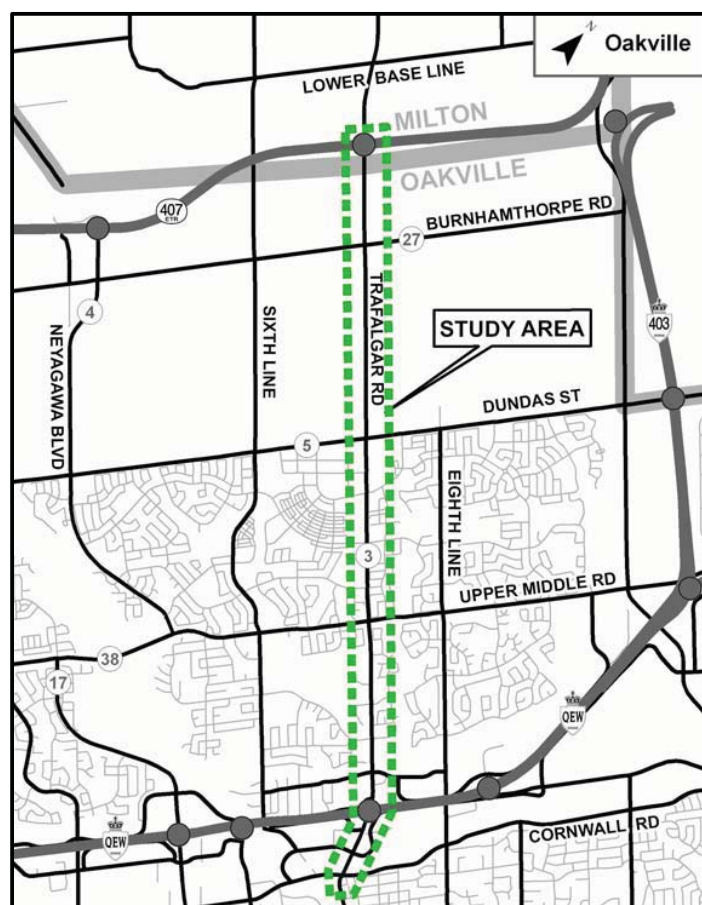 N
Oakville
LOWER BASE LINE
MILTON
OAKVILLE
407
ETR
BURNHAMTHORPE RD
27
TRAFALGAR RD
4
SIXTH LINE
NEYAGAWA BLVD
STUDY AREA
403
DUNDAS ST
5
EIGHTH LINE
3
UPPER MIDDLE RD
38
17
QEW
CORNWALL RD
QEW